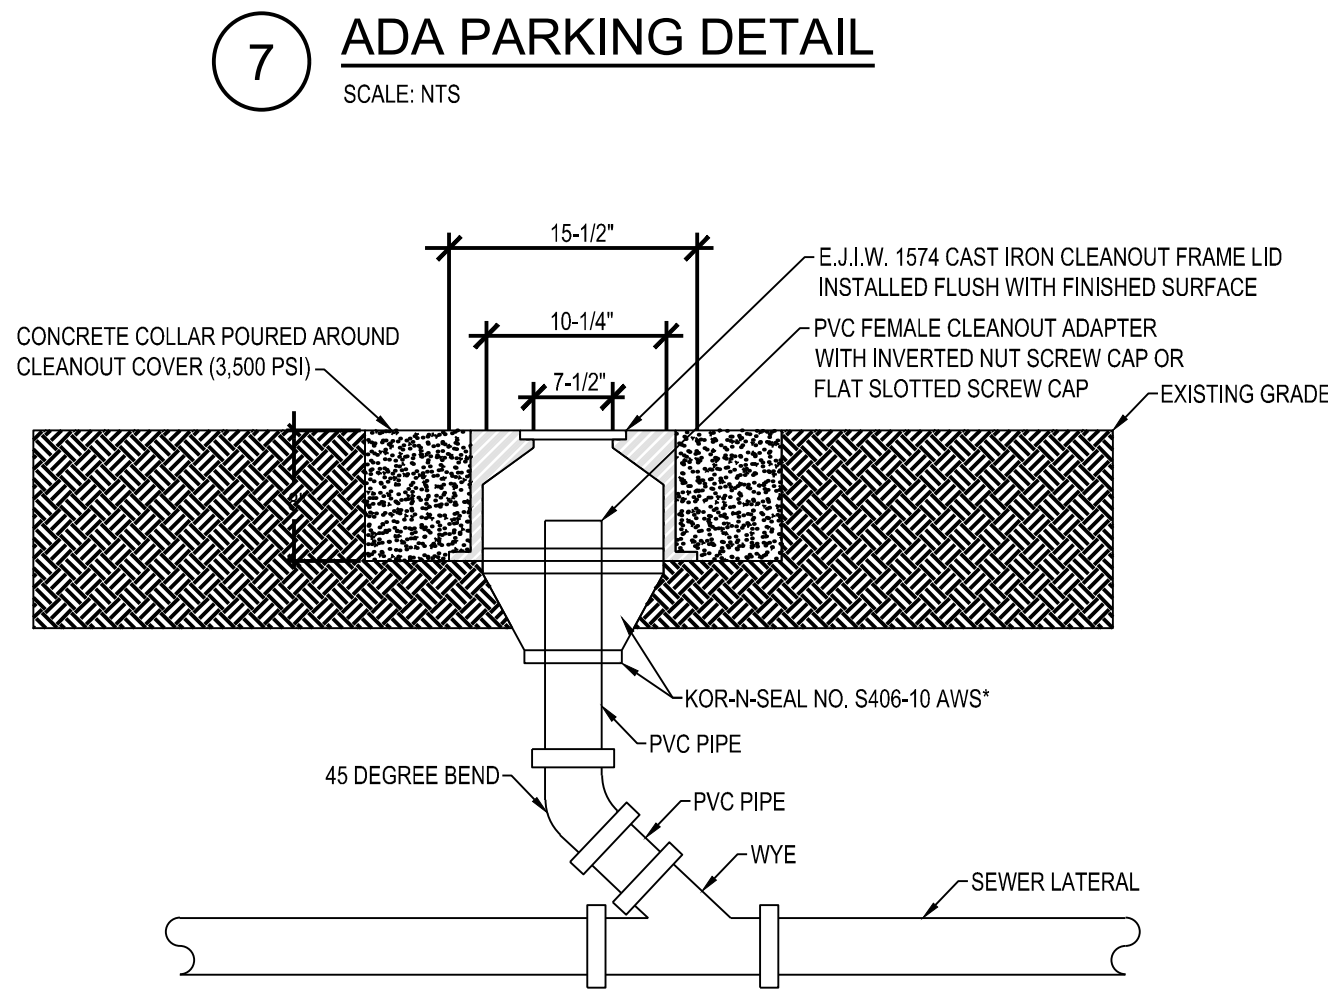 7
ADA PARKING DETAIL
SCALE: NTS
15-1/2"
10-1/4"
7-1/2"
E.J.I.W. 1574 CAST IRON CLEANOUT FRAME LID
INSTALLED FLUSH WITH FINISHED SURFACE
PVC FEMALE CLEANOUT ADAPTER
WITH INVERTED NUT SCREW CAP OR
FLAT SLOTTED SCREW CAP
CONCRETE COLLAR POURED AROUND
CLEANOUT COVER (3,500 PSI)
EXISTING GRADE
KOR-N-SEAL NO. S406-10 AWS*
PVC PIPE
45 DEGREE BEND
PVC PIPE
WYE
SEWER LATERAL